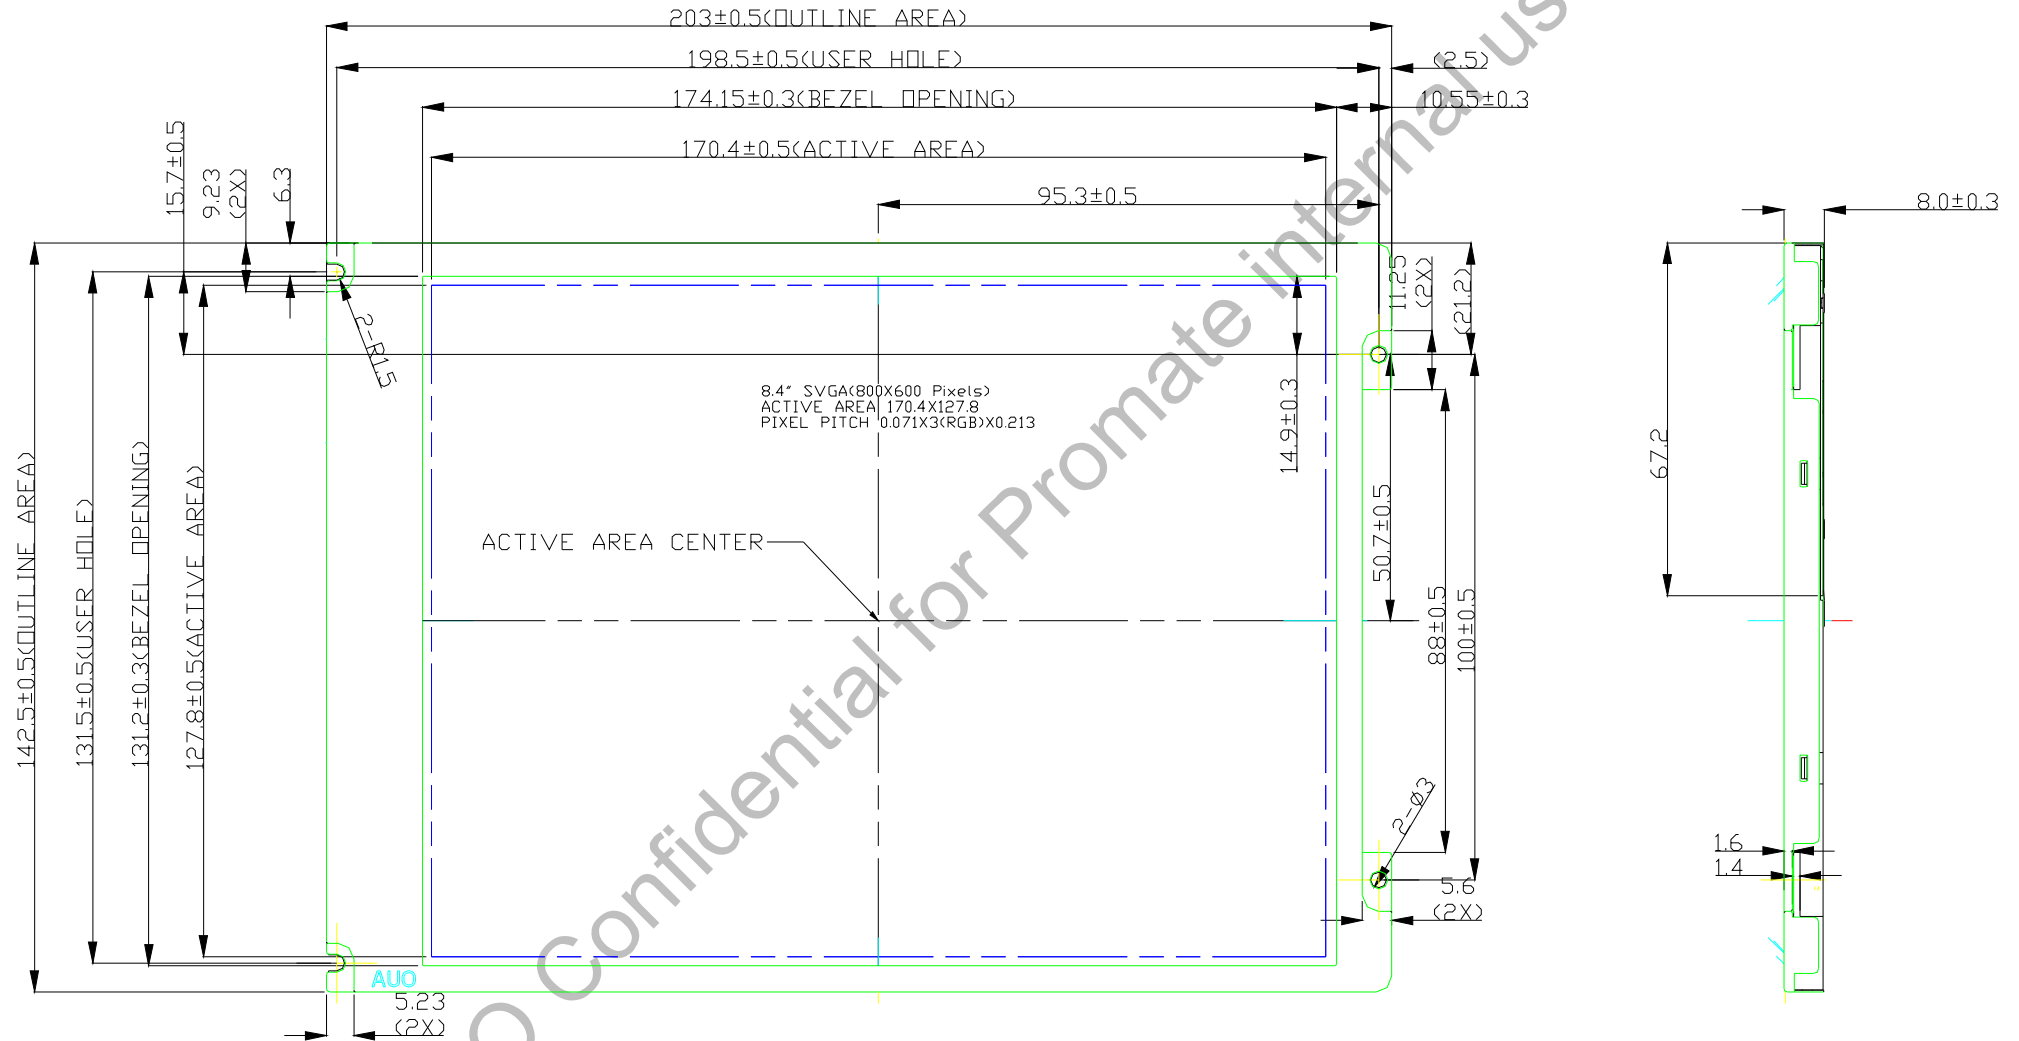 203±0.5(OUTLINE AREA)
198.5±0.5(USER HOLE)
(2.5)
174.15±0.3(BEZEL OPENING)
10.55±0.3
170.4±0.5(ACTIVE AREA)
95.3±0.5
15.7±0.5
9.23
(2X)
6.3
8.0±0.3
11.25
(2X)
(21.2)
2-R1.5
8.4" SVGA(800X600 Pixels)
ACTIVE AREA 170.4X127.8
PIXEL PITCH 0.071X3(RGB)X0.213
14.9±0.3
67.2
ACTIVE AREA CENTER
50.7±0.5
88±0.5
100±0.5
142.5±0.5(OUTLINE AREA)
131.5±0.5(USER HOLE)
131.2±0.3(BEZEL OPENING)
127.8±0.5(ACTIVE AREA)
2-Ø3
1.6
1.4
5.6
(2X)
AUO
5.23
(2X)
O Confidential for Promate internal us